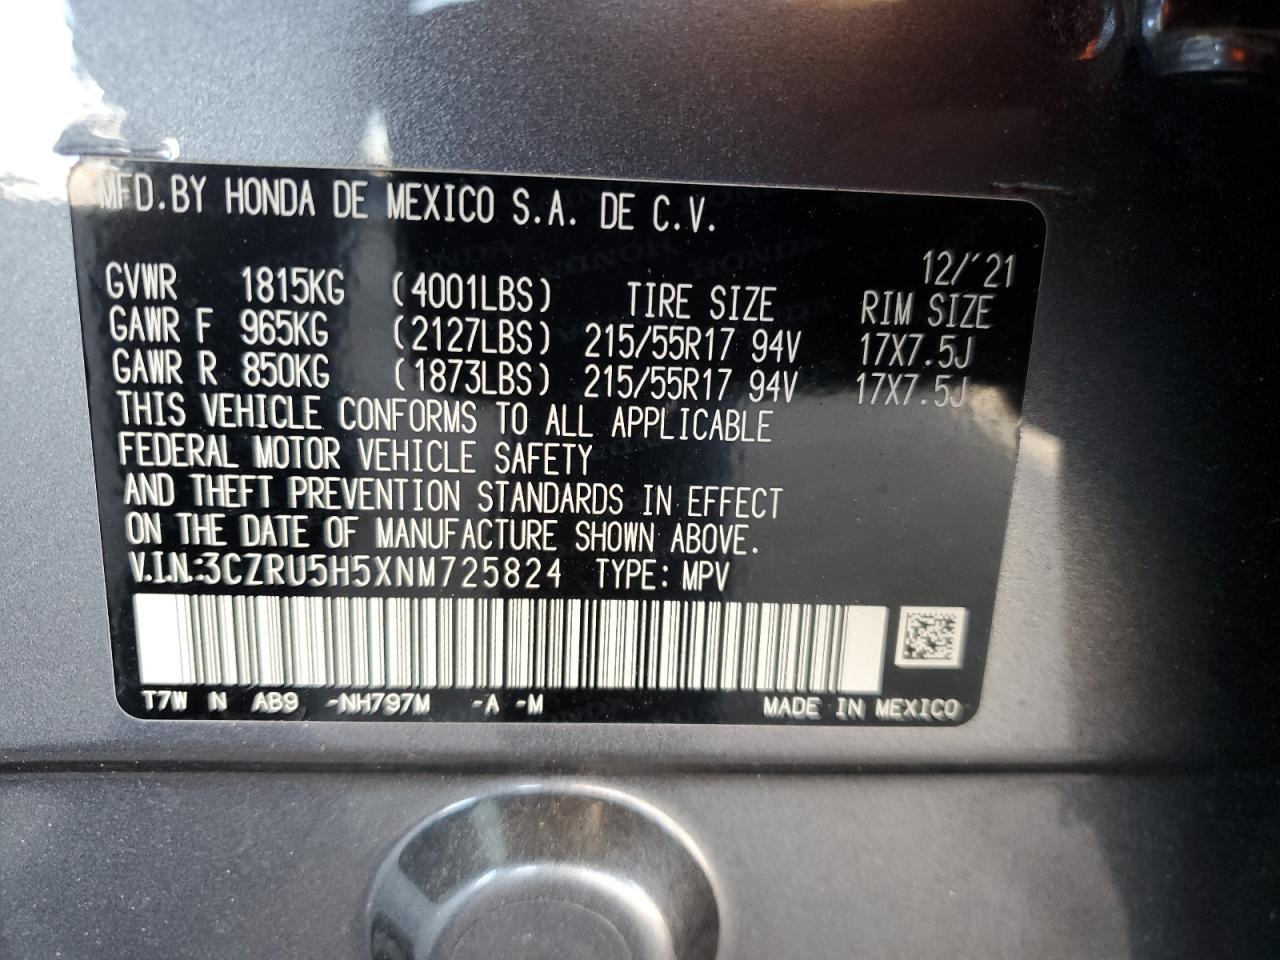 MFD.BY HONDA DE MEXICO S.A. DE C.V.
12/'21
GVWR 1815KG (4001LBS) TIRE SIZE RIM SIZE
GAWR F 965KG (2127LBS) 215/55R17 94V 17X7.5J
GAWR R 850KG (1873LBS) 215/55R17 94V 17X7.5J
THIS VEHICLE CONFORMS TO ALL APPLICABLE
FEDERAL MOTOR VEHICLE SAFETY
AND THEFT PREVENTION STANDARDS IN EFFECT
ON THE DATE OF MANUFACTURE SHOWN ABOVE.
V.I.N.:3CZRU5H5XNM725824 TYPE: MPV
T7W N AB9 -NH797M -A -M MADE IN MEXICO